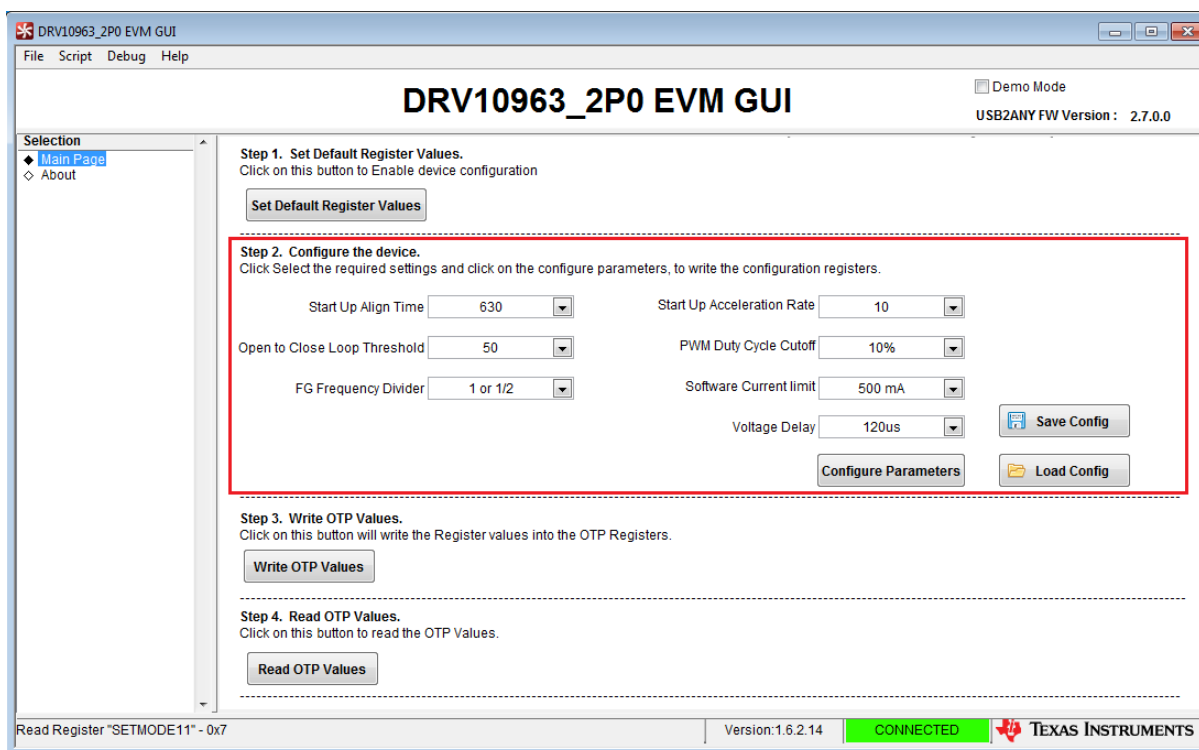 DRV10963_2P0 EVM GUI
File Script Debug Help
DRV10963_2P0 EVM GUI
Demo Mode
USB2ANY FW Version : 2.7.0.0
Selection
Main Page
About
Step 1. Set Default Register Values.
Click on this button to Enable device configuration
Set Default Register Values
Step 2. Configure the device.
Click Select the required settings and click on the configure parameters, to write the configuration registers.
Start Up Align Time 630 Start Up Acceleration Rate 10
Open to Close Loop Threshold 50 PWM Duty Cycle Cutoff 10%
FG Frequency Divider 1 or 1/2 Software Current limit 500 mA
Voltage Delay 120us Save Config
Configure Parameters Load Config
Step 3. Write OTP Values.
Click on this button will write the Register values into the OTP Registers.
Write OTP Values
Step 4. Read OTP Values.
Click on this button to read the OTP Values.
Read OTP Values
Read Register "SETMODE11" - 0x7 Version:1.6.2.14 CONNECTED TEXAS INSTRUMENTS